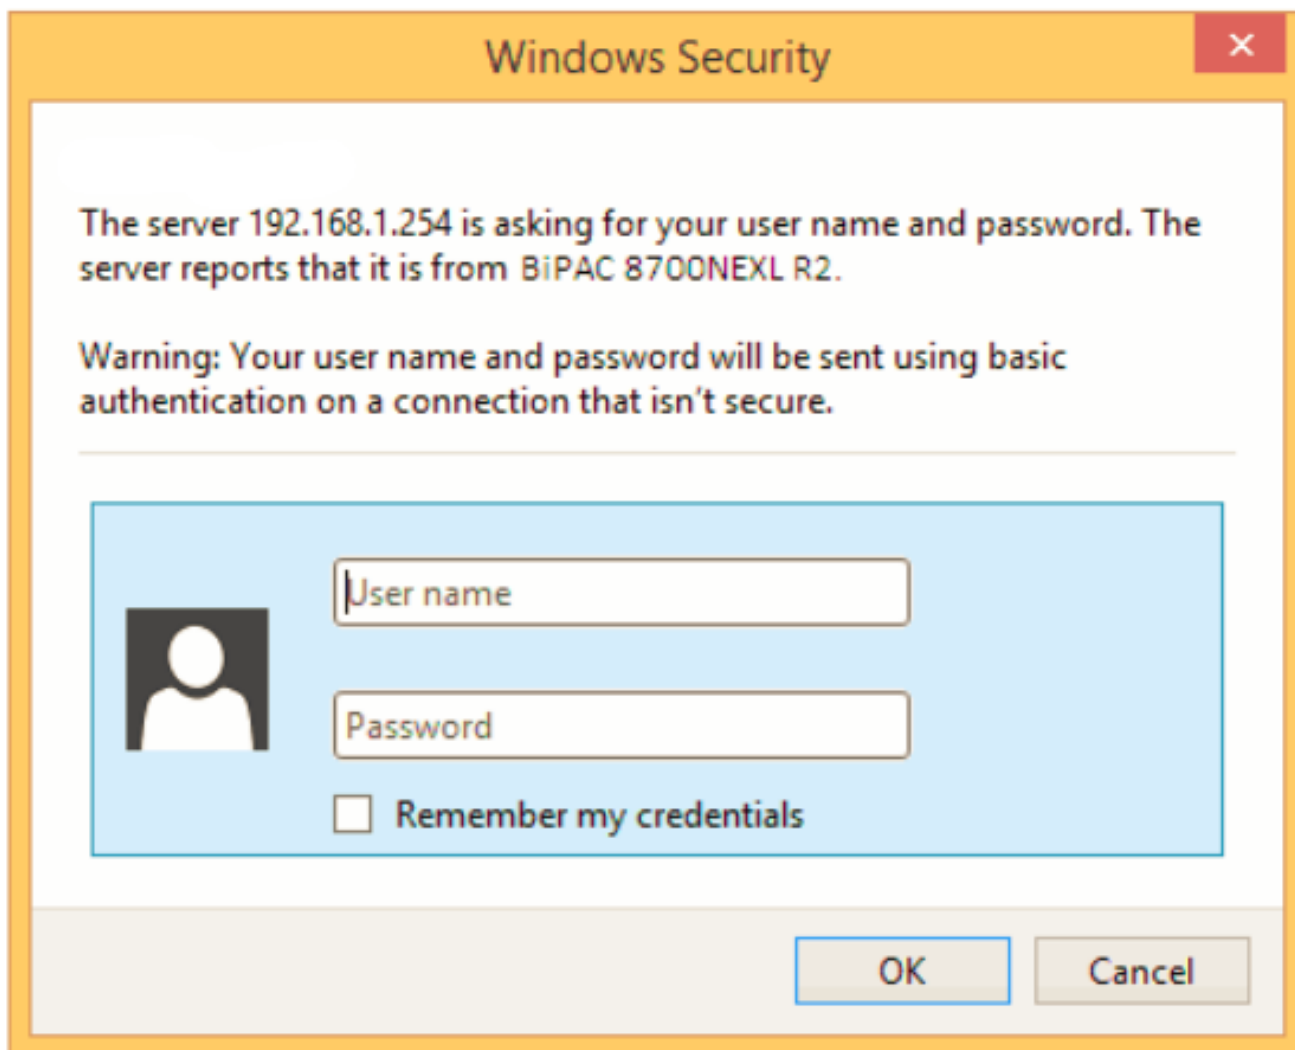 Windows Security
The server 192.168.1.254 is asking for your user name and password. The
server reports that it is from BiPAC 8700NEXL R2.
Warning: Your user name and password will be sent using basic
authentication on a connection that isn't secure.
User name
Password
Remember my credentials
OK
Cancel